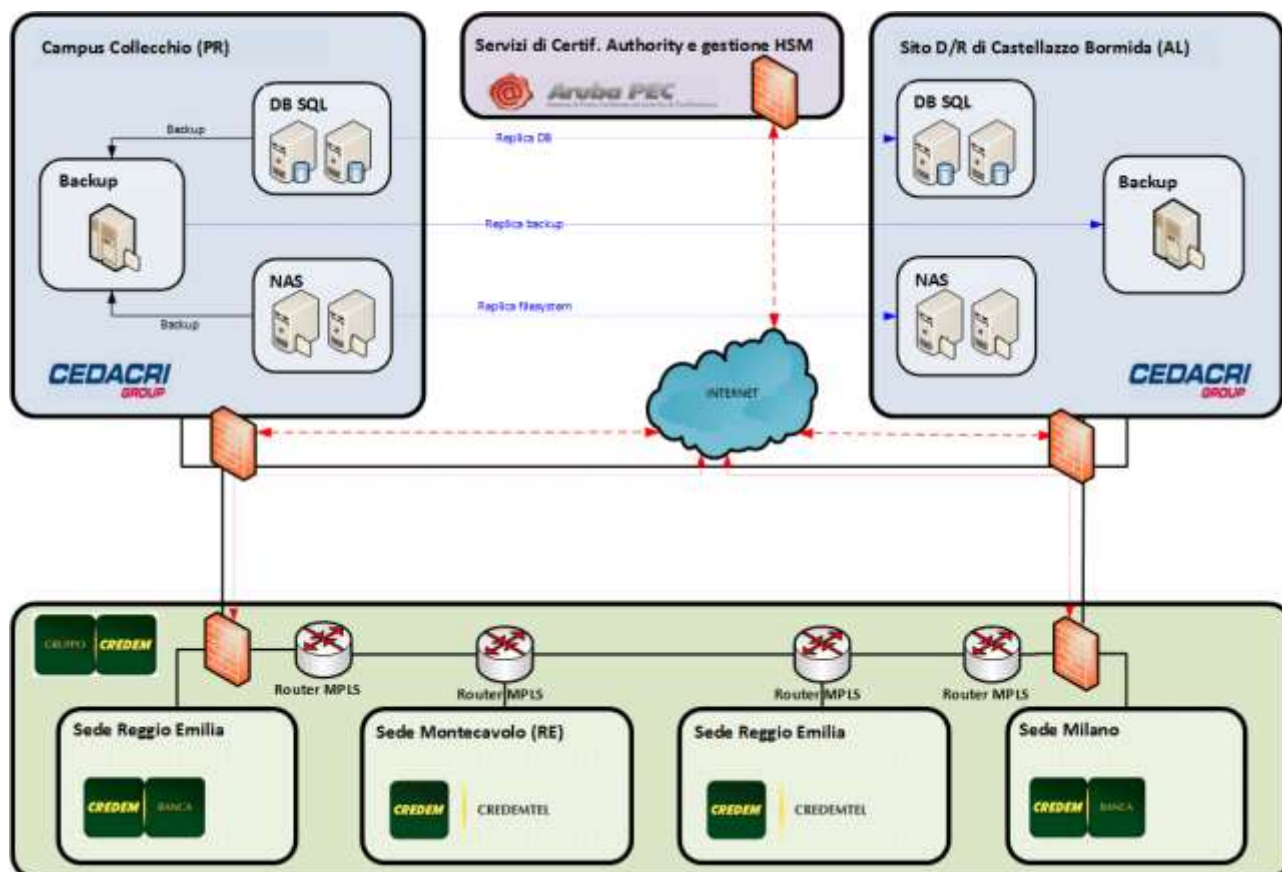 Campus Collecchio (PR)
Servizi di Certif. Authority e gestione HSM
Sito D/R di Castellazzo Bormida (AL)
Aruba PEC
DB SQL
DB SQL
Backup
Replica DB
Backup
Backup
Replica backup
NAS
NAS
Replica filesystem
Backup
CEDACRI
GROUP
INTERNET
CEDACRI
GROUP
GRUPPO CREDEM
Router MPLS
Router MPLS
Router MPLS
Router MPLS
Sede Reggio Emilia
Sede Montecavolo (RE)
Sede Reggio Emilia
Sede Milano
CREDEM BANCA
CREDEM CREDEMTEL
CREDEM CREDEMTEL
CREDEM BANCA